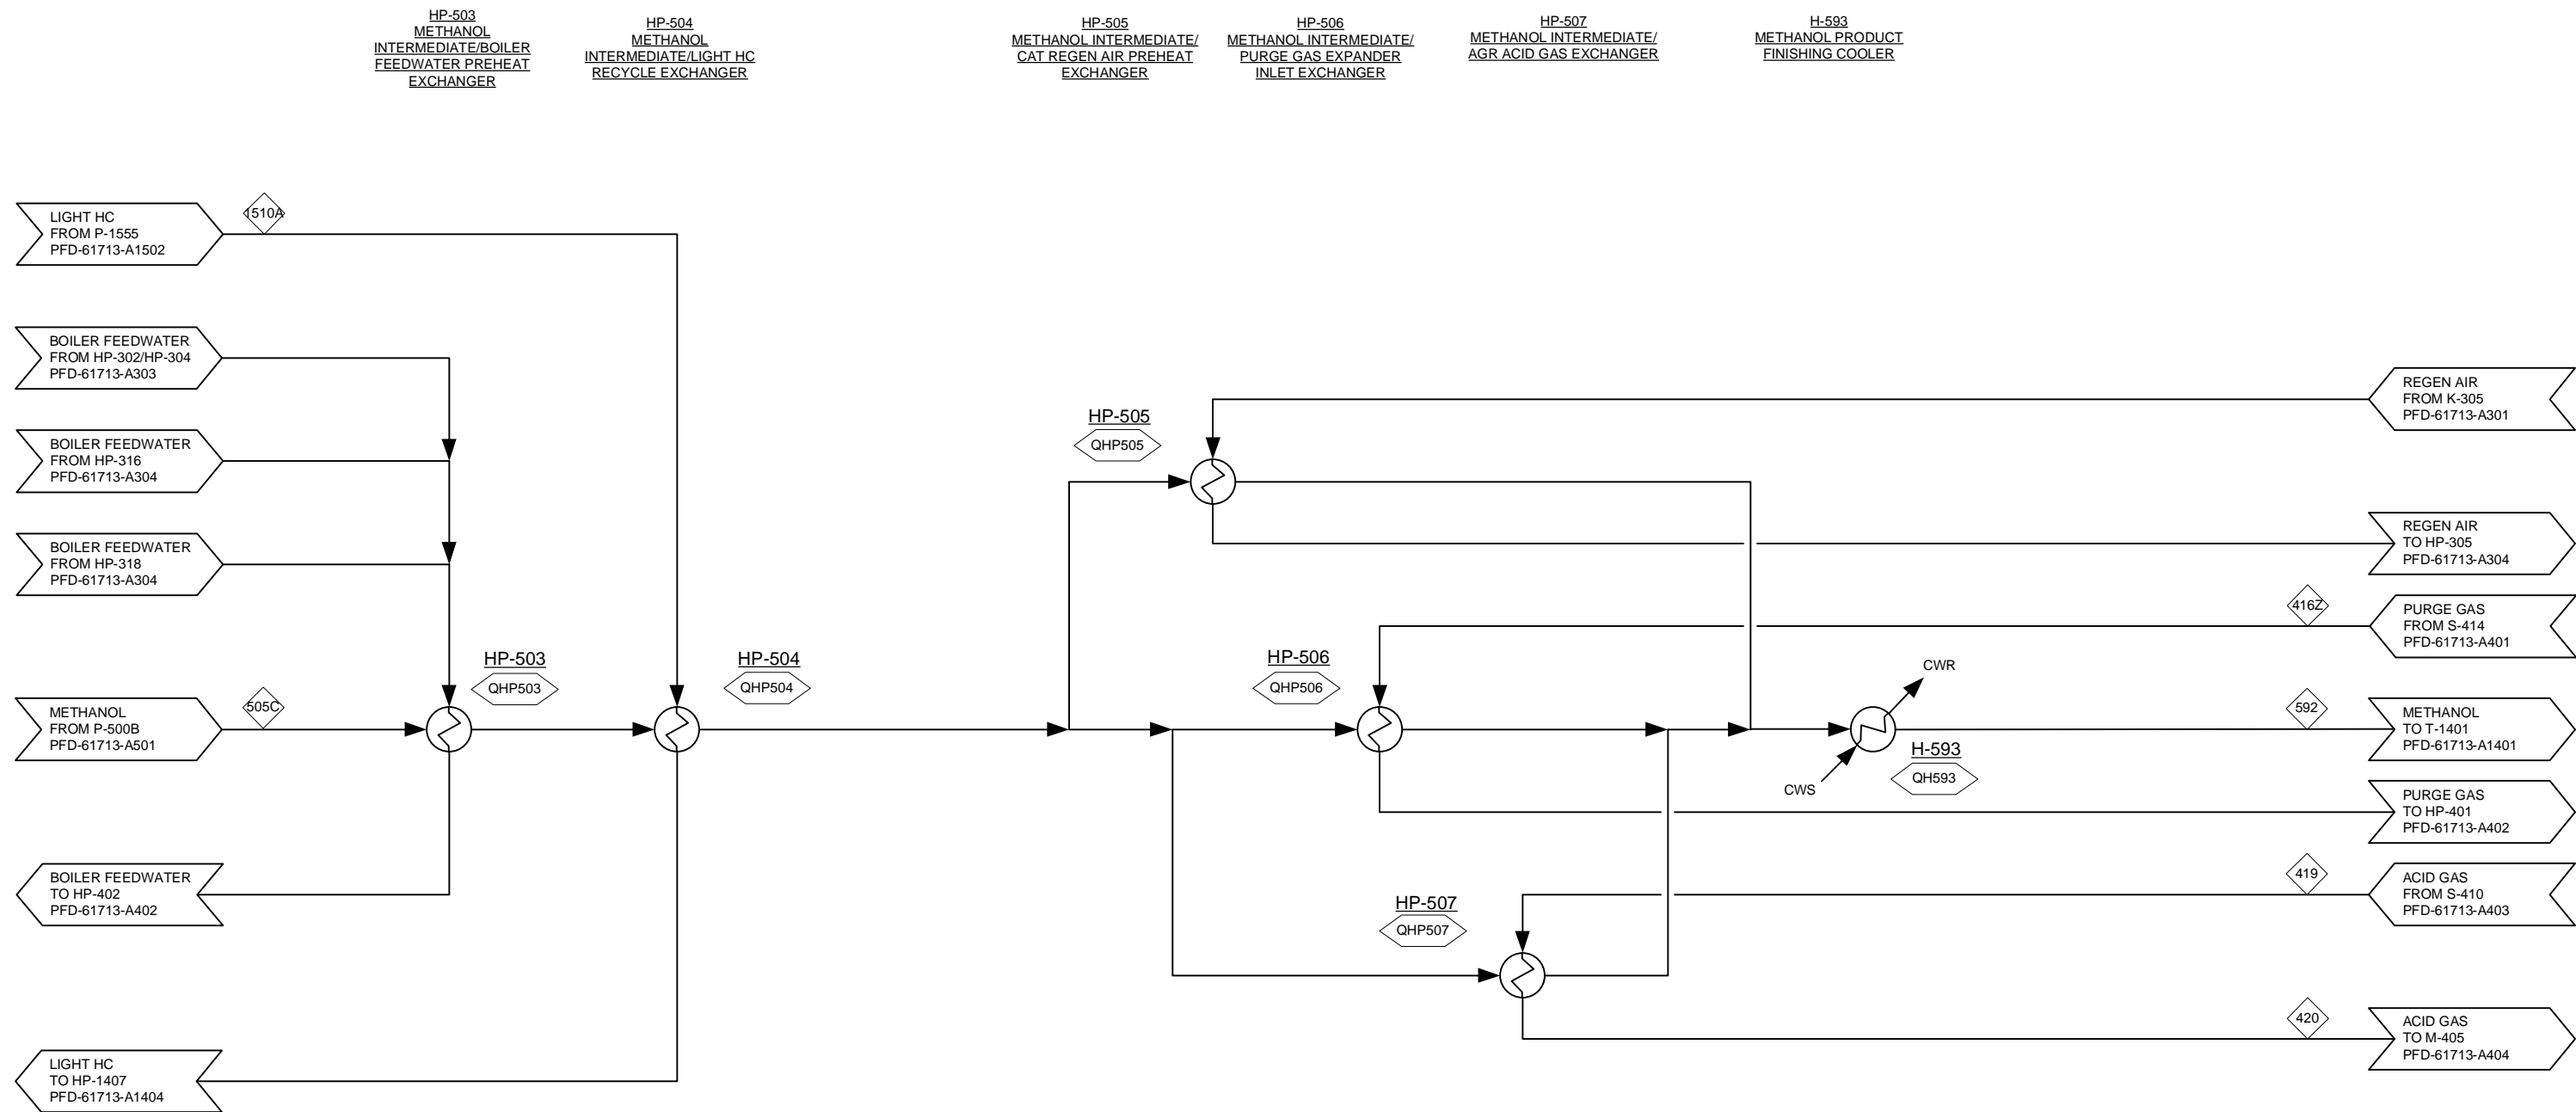 HP-503
METHANOL
INTERMEDIATE/BOILER
FEEDWATER PREHEAT
EXCHANGER
HP-504
METHANOL
INTERMEDIATE/LIGHT HC
RECYCLE EXCHANGER
HP-505
METHANOL INTERMEDIATE/
CAT REGEN AIR PREHEAT
EXCHANGER
HP-506
METHANOL INTERMEDIATE/
PURGE GAS EXPANDER
INLET EXCHANGER
HP-507
METHANOL INTERMEDIATE/
AGR ACID GAS EXCHANGER
H-593
METHANOL PRODUCT
FINISHING COOLER
LIGHT HC
FROM P-1555
PFD-61713-A1502
1510A
BOILER FEEDWATER
FROM HP-302/HP-304
PFD-61713-A303
BOILER FEEDWATER
FROM HP-316
PFD-61713-A304
BOILER FEEDWATER
FROM HP-318
PFD-61713-A304
METHANOL
FROM P-500B
PFD-61713-A501
505C
BOILER FEEDWATER
TO HP-402
PFD-61713-A402
LIGHT HC
TO HP-1407
PFD-61713-A1404
HP-503
QHP503
HP-504
QHP504
HP-505
QHP505
HP-506
QHP506
HP-507
QHP507
CWR
CWS
H-593
QH593
REGEN AIR
FROM K-305
PFD-61713-A301
REGEN AIR
TO HP-305
PFD-61713-A304
416Z
PURGE GAS
FROM S-414
PFD-61713-A401
592
METHANOL
TO T-1401
PFD-61713-A1401
PURGE GAS
TO HP-401
PFD-61713-A402
419
ACID GAS
FROM S-410
PFD-61713-A403
420
ACID GAS
TO M-405
PFD-61713-A404